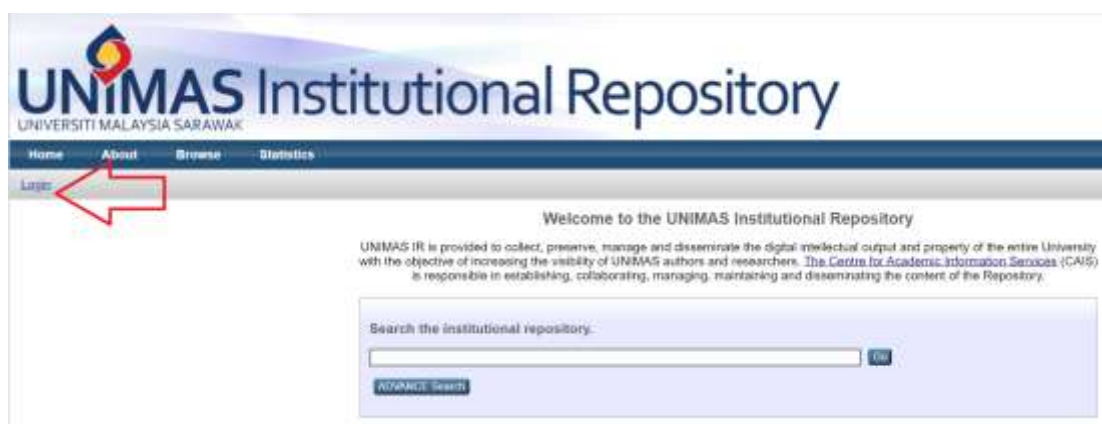 UNIMAS Institutional Repository
UNIVERSITI MALAYSIA SARAWAK
Home About Browse Statistics
Login
Welcome to the UNIMAS Institutional Repository
UNIMAS IR is provided to collect, preserve, manage and disseminate the digital intellectual output and property of the entire University
with the objective of increasing the visibility of UNIMAS authors and researchers. The Centre for Academic Information Services (CAIS)
is responsible in establishing, collaborating, managing, maintaining and disseminating the content of the Repository.
Search the institutional repository.
Go
ADVANCE Search